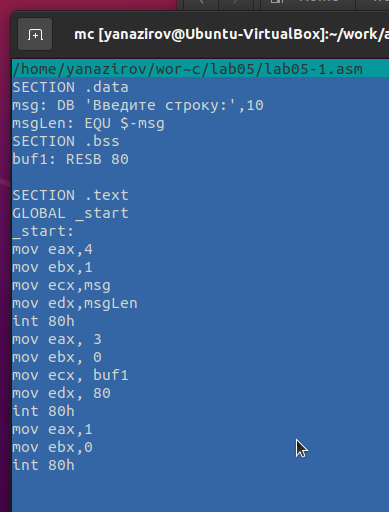 mc [yanazirov@Ubuntu-VirtualBox]:~/work/a
/home/yanazirov/wor~c/lab05/lab05-1.asm
SECTION .data
msg: DB 'Введите строку:',10
msgLen: EQU $-msg
SECTION .bss
buf1: RESB 80
SECTION .text
GLOBAL _start
_start:
mov eax,4
mov ebx,1
mov ecx,msg
mov edx,msgLen
int 80h
mov eax, 3
mov ebx, 0
mov ecx, buf1
mov edx, 80
int 80h
mov eax,1
mov ebx,0
int 80h